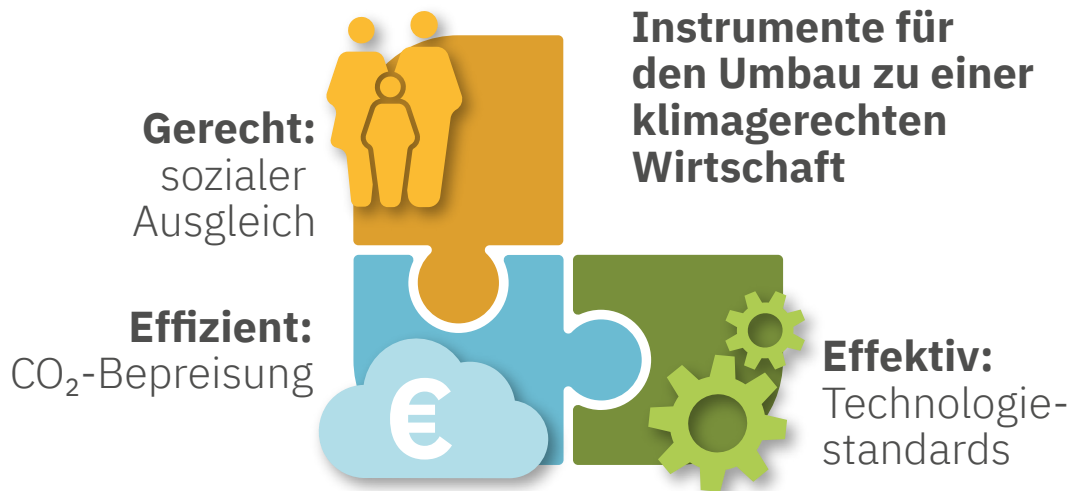 Instrumente für
den Umbau zu einer
klimagerechten
Wirtschaft
Gerecht:
sozialer
Ausgleich
Effizient:
CO₂-Bepreisung
€
Effektiv:
Technologie-
standards